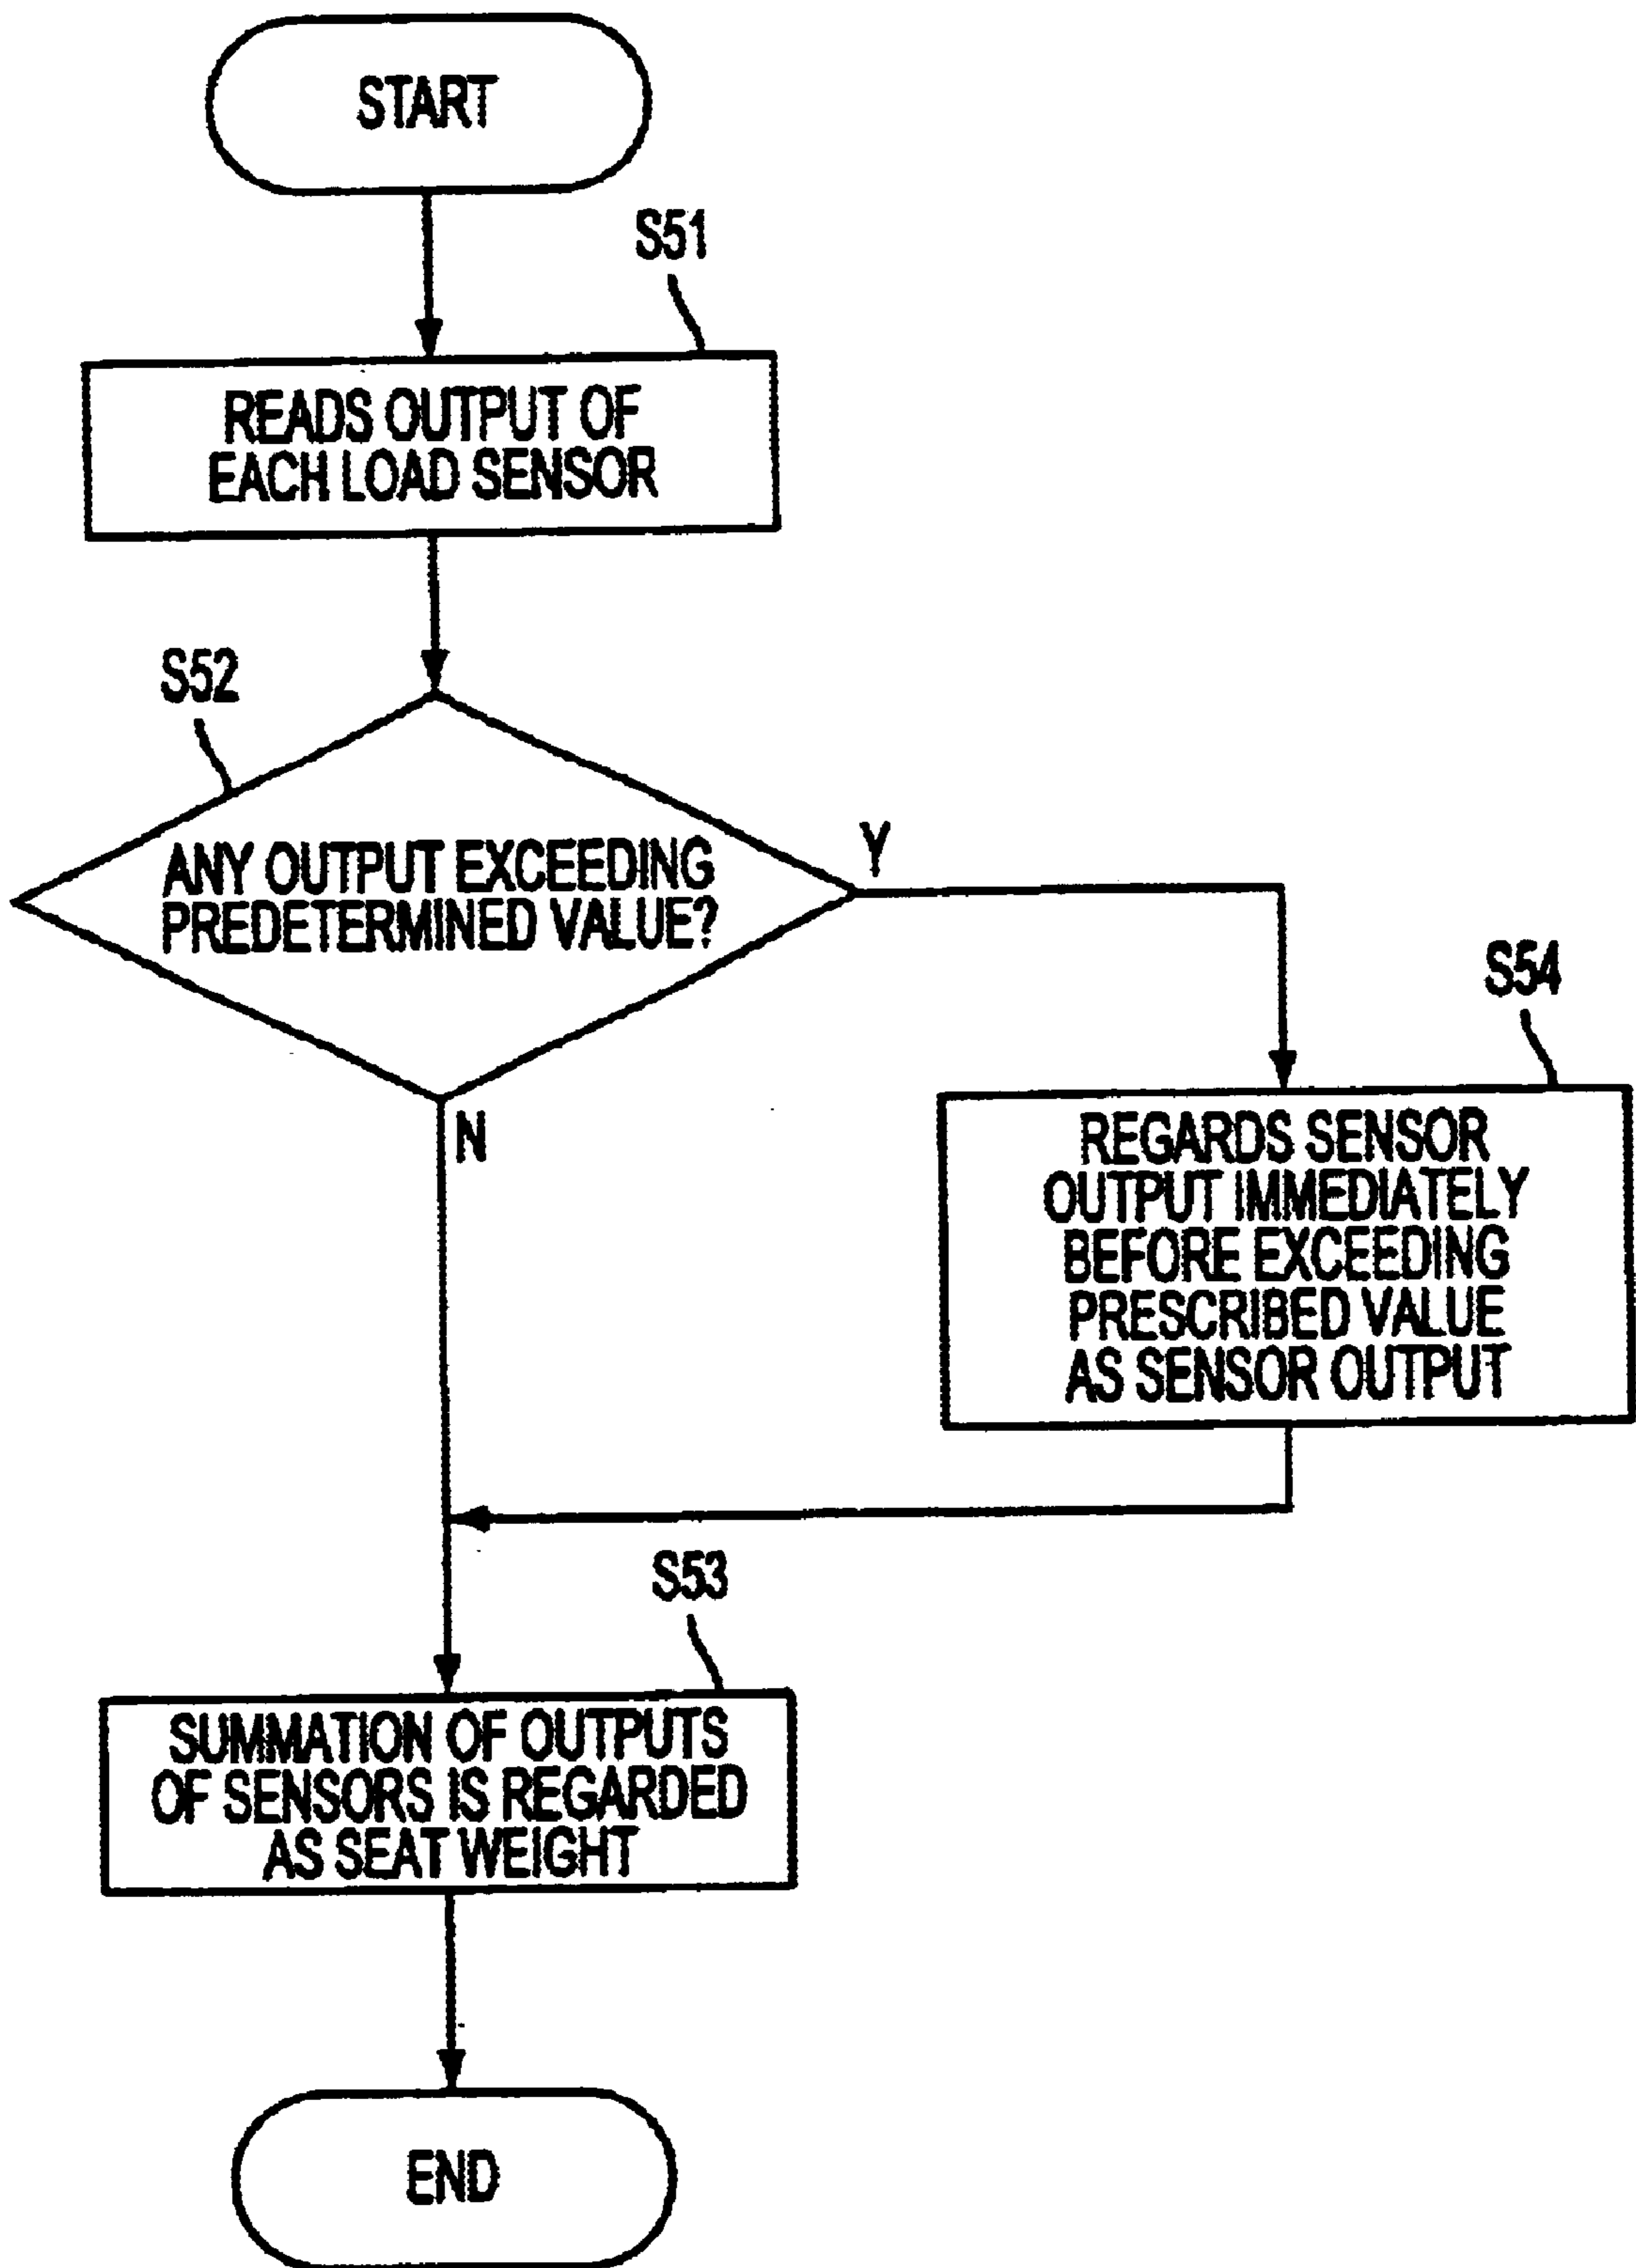 START
S51
READS OUTPUT OF
EACH LOAD SENSOR
S52
ANY OUTPUT EXCEEDING
PREDETERMINED VALUE?
Y
N
S54
REGARDS SENSOR
OUTPUT IMMEDIATELY
BEFORE EXCEEDING
PRESCRIBED VALUE
AS SENSOR OUTPUT
S53
SUMMATION OF OUTPUTS
OF SENSORS IS REGARDED
AS SEAT WEIGHT
END